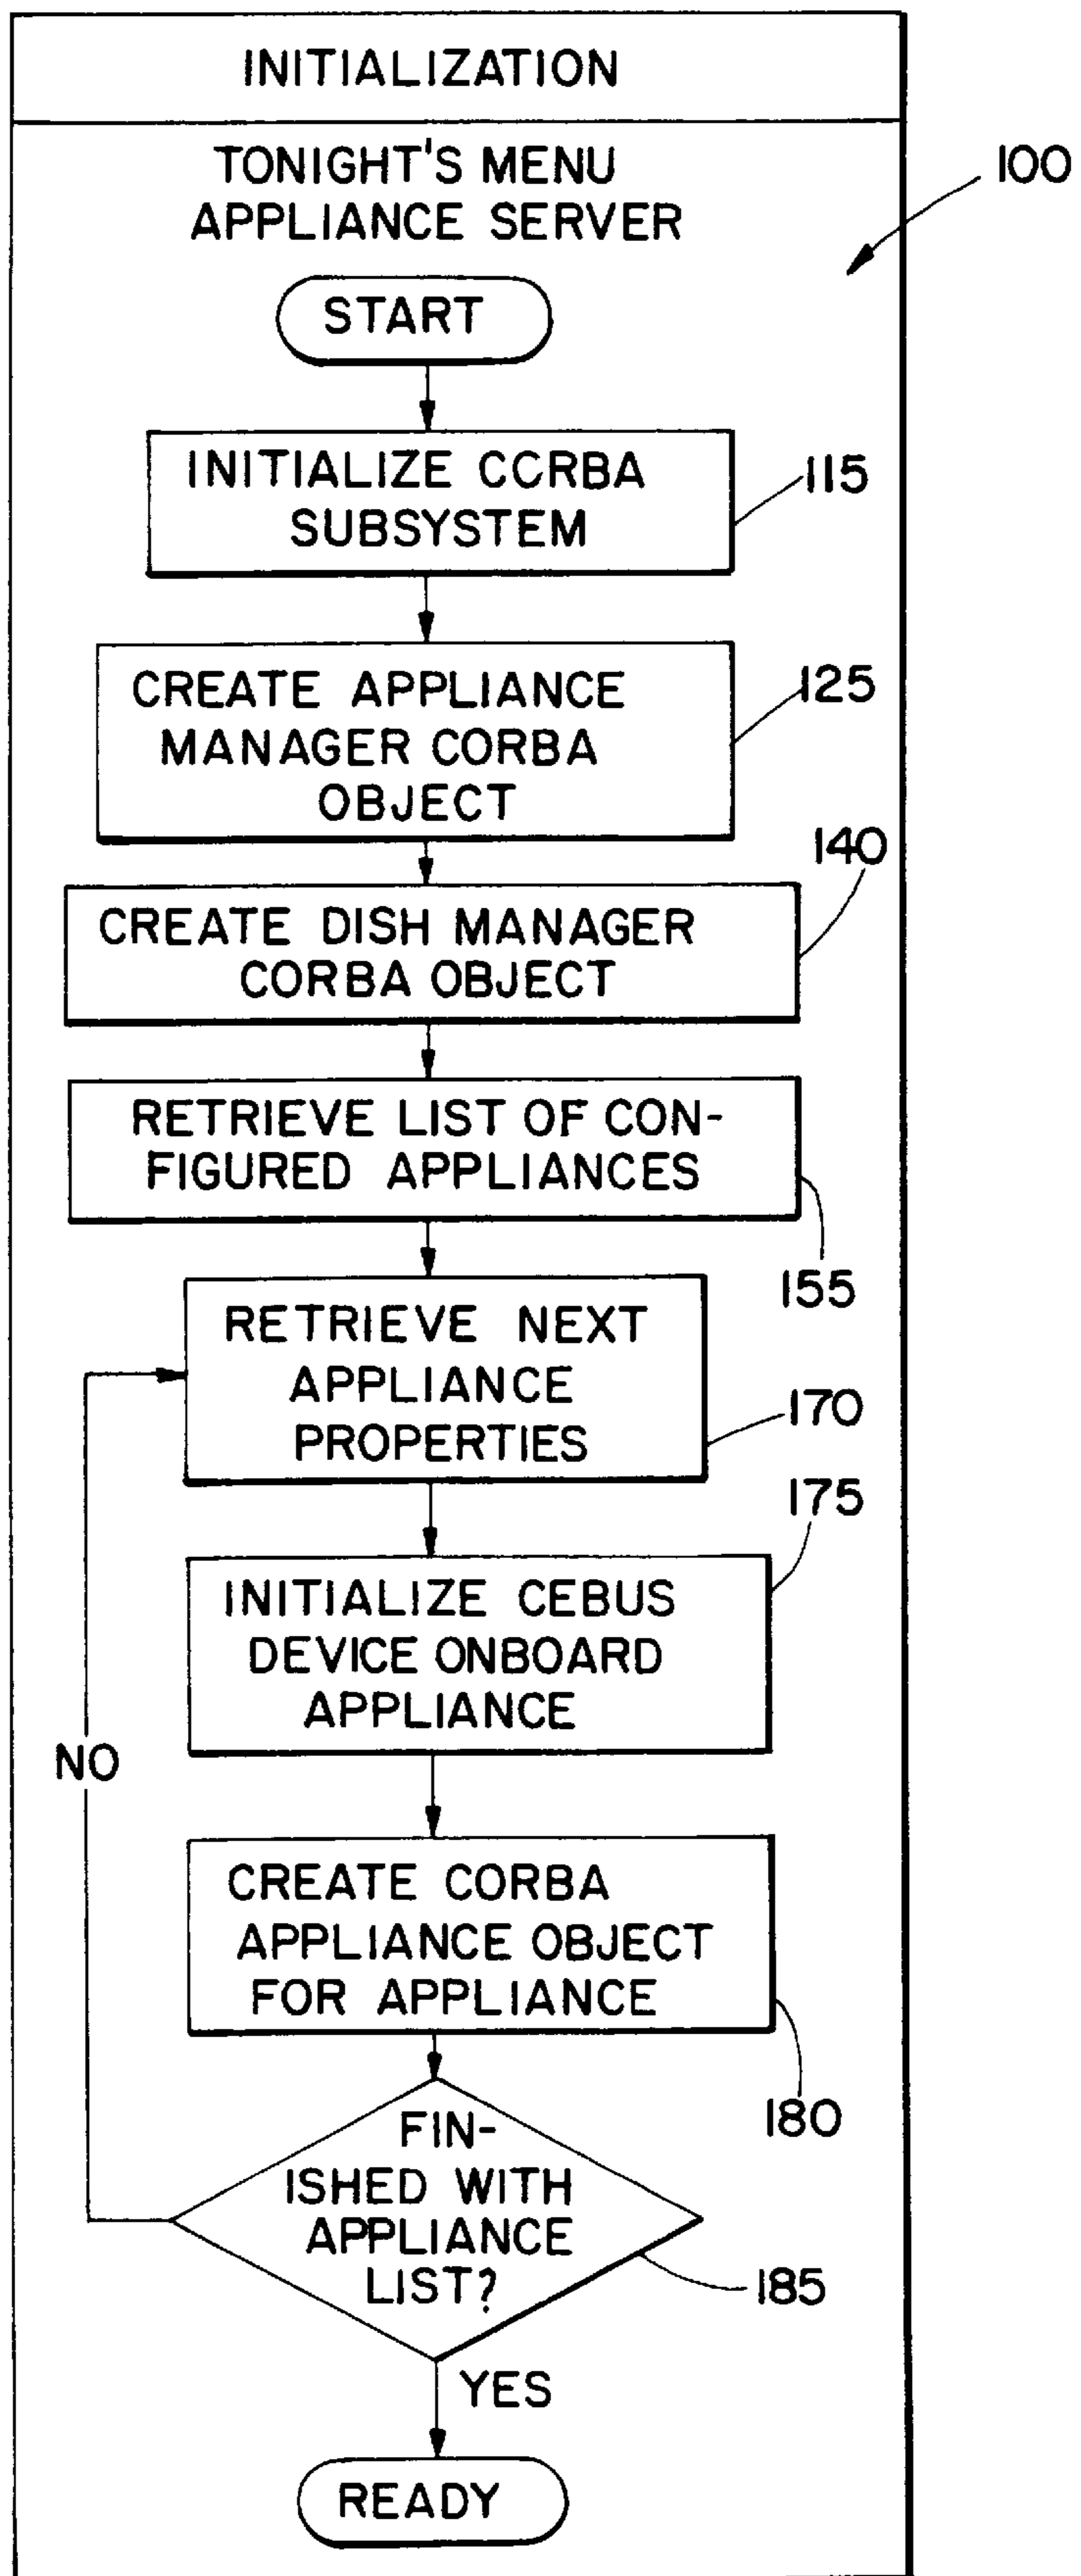 INITIALIZATION
TONIGHT'S MENU
APPLIANCE SERVER
100
START
INITIALIZE CCRBA
SUBSYSTEM
115
CREATE APPLIANCE
MANAGER CORBA
OBJECT
125
140
CREATE DISH MANAGER
CORBA OBJECT
RETRIEVE LIST OF CON-
FIGURED APPLIANCES
155
RETRIEVE NEXT
APPLIANCE
PROPERTIES
170
175
INITIALIZE CEBUS
DEVICE ONBOARD
APPLIANCE
NO
CREATE CORBA
APPLIANCE OBJECT
FOR APPLIANCE
180
FIN-
ISHED WITH
APPLIANCE
LIST?
185
YES
READY